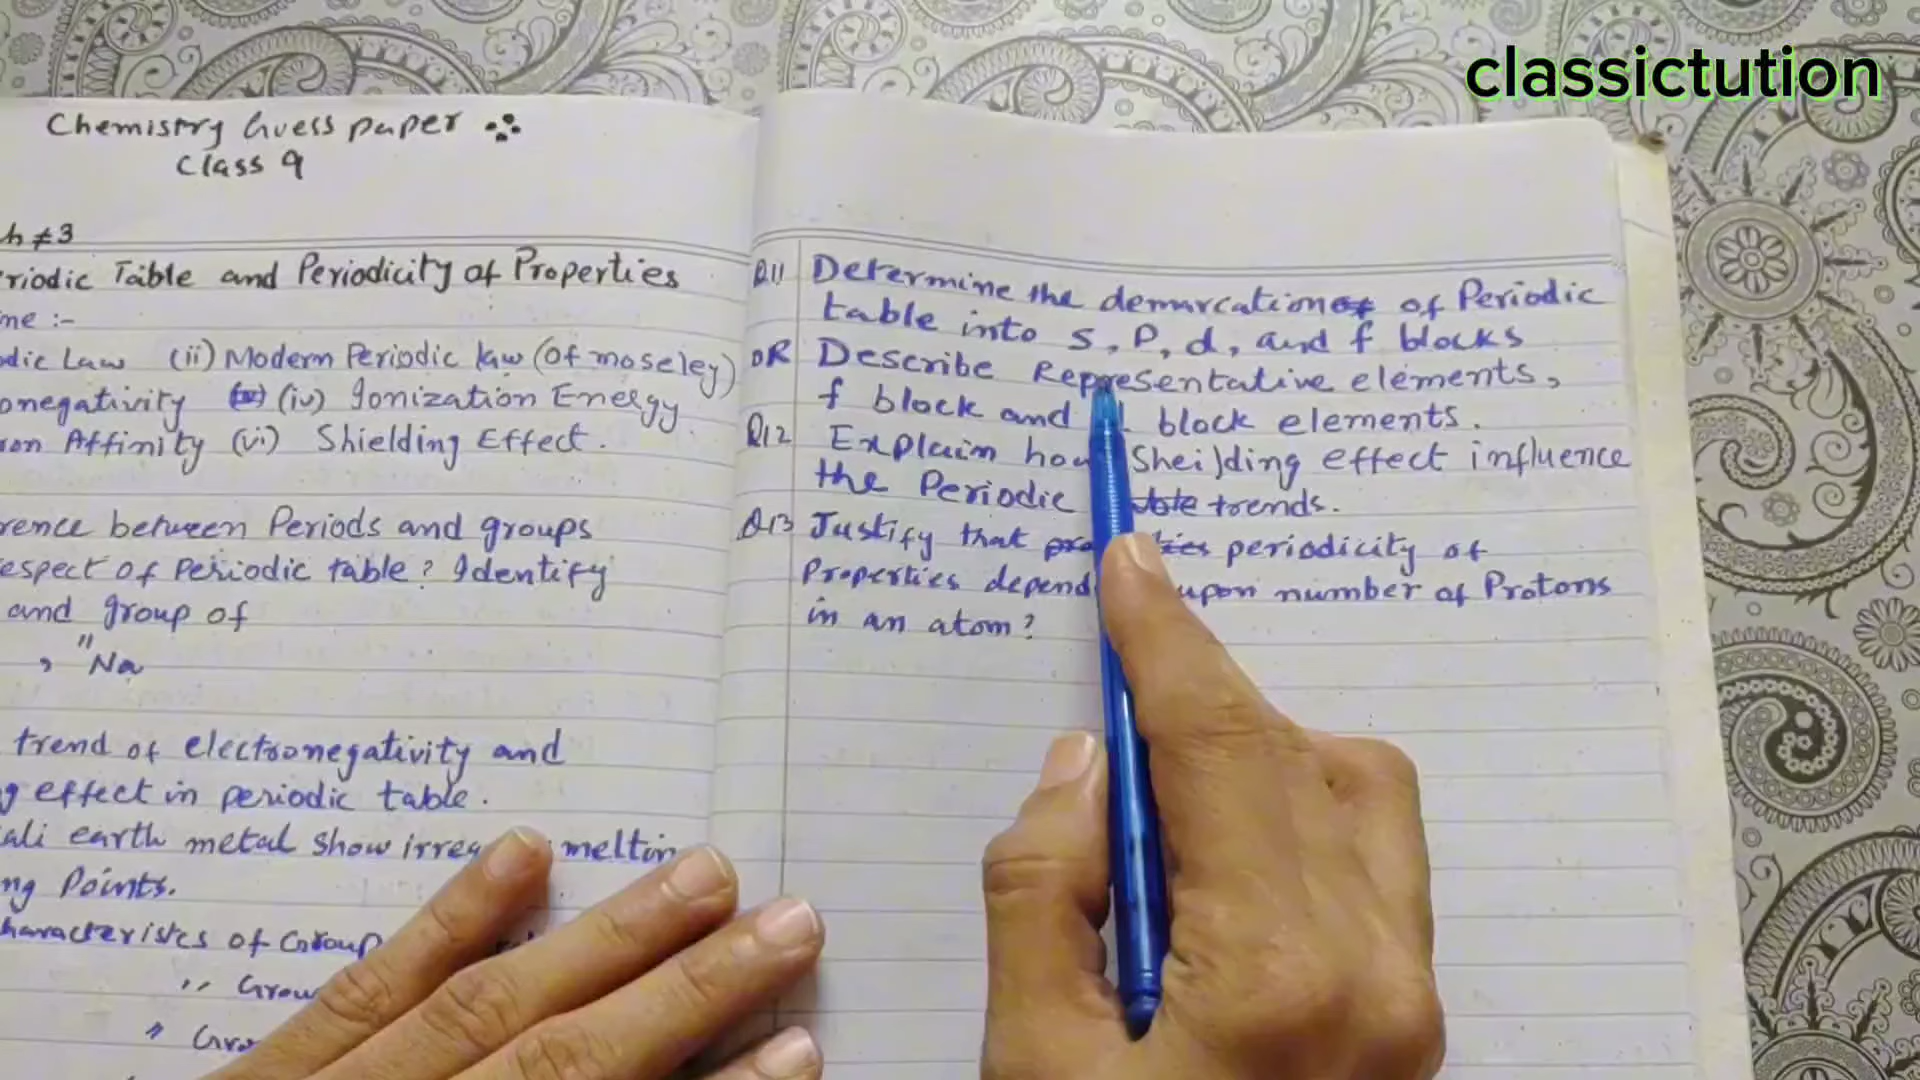 classictution
Chemistry Guess paper
Class 9
h #3
riodic Table and Periodicity of Properties
ne :-
dic Law (ii) Modern Periodic law (of moseley)
onegativity (iv) Ionization Energy
ron Affinity (vi) Shielding Effect.
rence between Periods and groups
espect of Periodic table? Identify
and group of
, "Na
trend of electronegativity and
g effect in periodic table.
ali earth metal show irreg meltin
ng Points.
haracteristcs of Group
,, Grou
" Gro
Q11 Determine the demarcation of Periodic
table into s, P, d, and f blocks
OR Describe Representative elements,
f block and block elements.
Q12 Explain how Sheilding effect influence
the Periodic trends.
Q13 Justify that periodicity of
Properties depend upon number of Protons
in an atom?